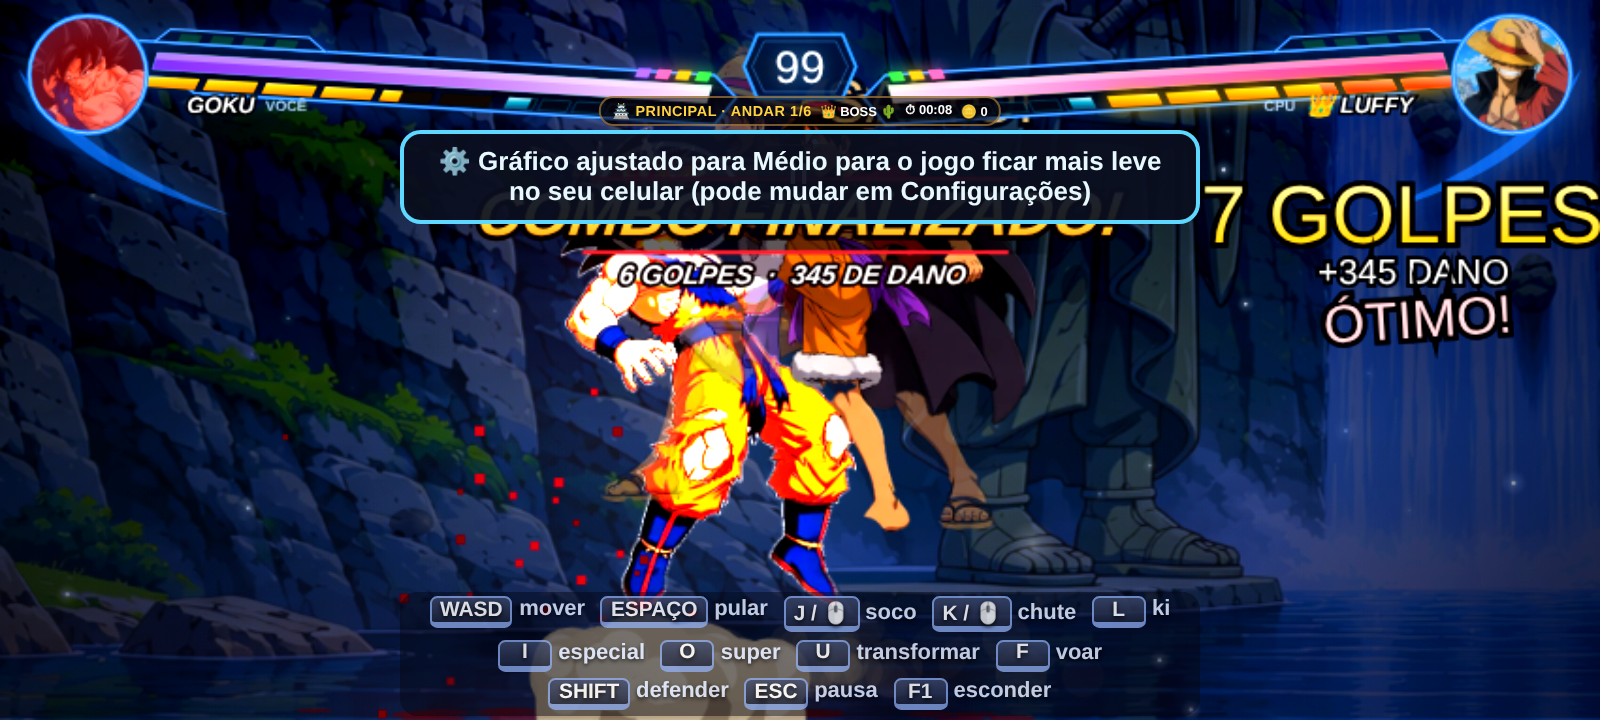 99
GOKU VOCÊ
CPU LUFFY
PRINCIPAL · ANDAR 1/6 BOSS 00:08 0
Gráfico ajustado para Médio para o jogo ficar mais leve
no seu celular (pode mudar em Configurações)
COMBO FINALIZADO!
6 GOLPES · 345 DE DANO
7 GOLPES
+345 DANO
ÓTIMO!
WASD mover ESPAÇO pular J / soco K / chute L ki
I especial O super U transformar F voar
SHIFT defender ESC pausa F1 esconder